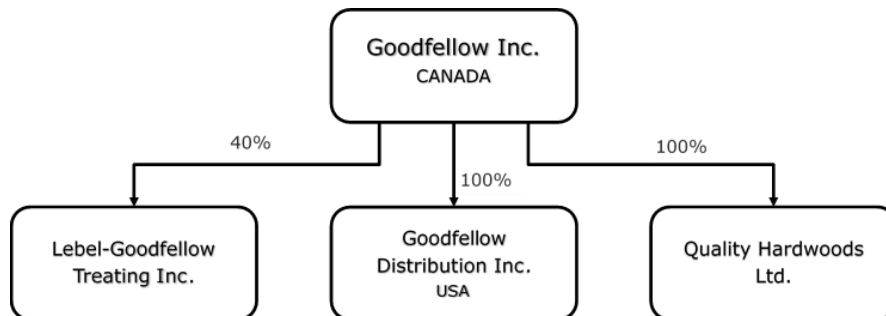 Goodfellow Inc.
CANADA
40%
100%
100%
Lebel-Goodfellow
Treating Inc.
Goodfellow
Distribution Inc.
USA
Quality Hardwoods
Ltd.